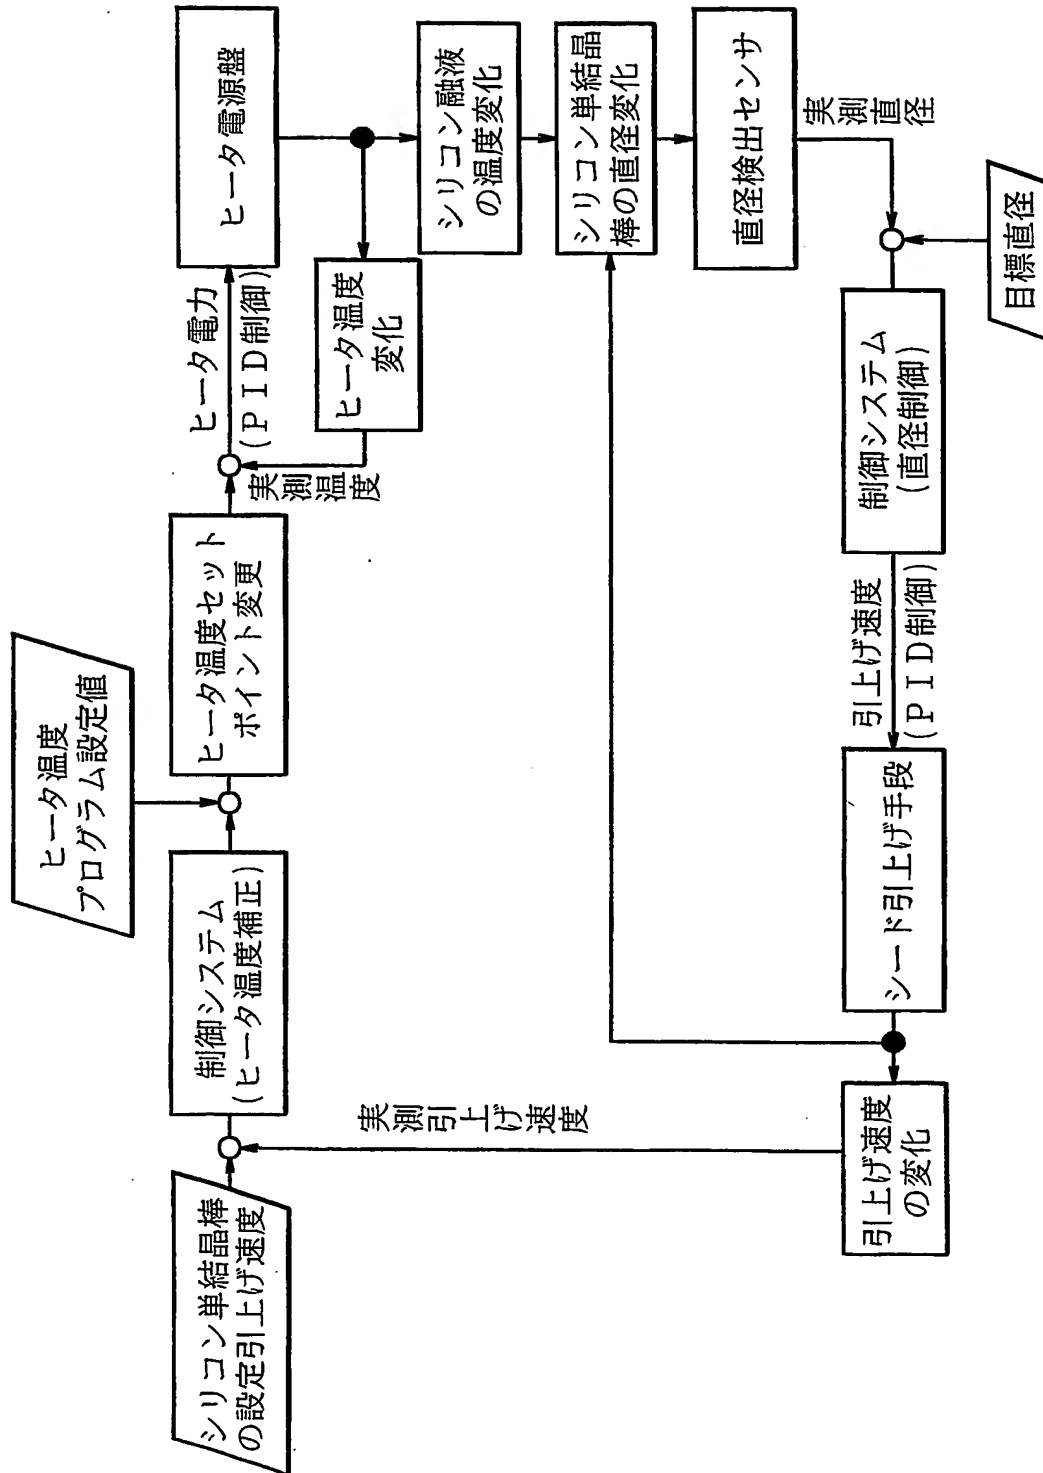 シリコン単結晶棒
の設定引上げ速度
制御システム
(ヒータ温度補正)
ヒータ温度
プログラム設定値
ヒータ温度セット
ポイント変更
ヒータ電力
(PID制御)
ヒータ電源盤
実測温度
ヒータ温度
変化
シリコン融液
の温度変化
シリコン単結晶
棒の直径変化
直径検出センサ
実測直径
目標直径
制御システム
(直径制御)
引上げ速度
(PID制御)
シード引上げ手段
引上げ速度
の変化
実測引上げ速度